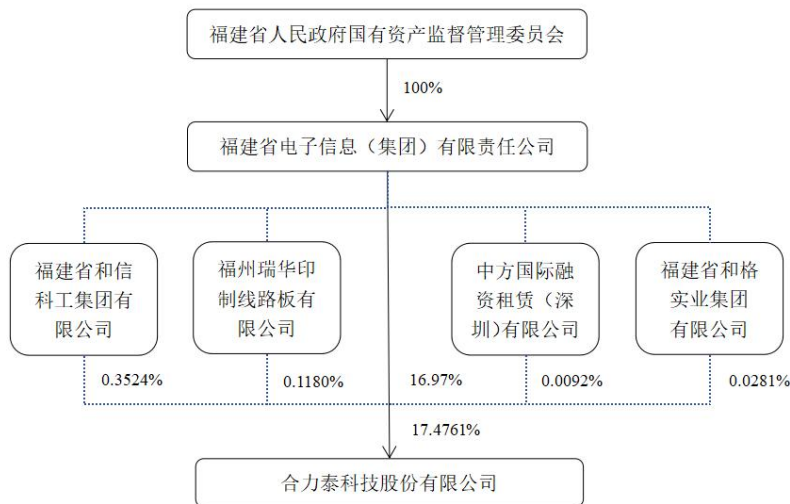 福建省人民政府国有资产监督管理委员会
100%
福建省电子信息（集团）有限责任公司
福建省和信
科工集团有
限公司
福州瑞华印
制线路板有
限公司
中方国际融
资租赁（深
圳)有限公司
福建省和格
实业集团
有限公司
0.3524%
0.1180%
16.97%
0.0092%
0.0281%
17.4761%
合力泰科技股份有限公司